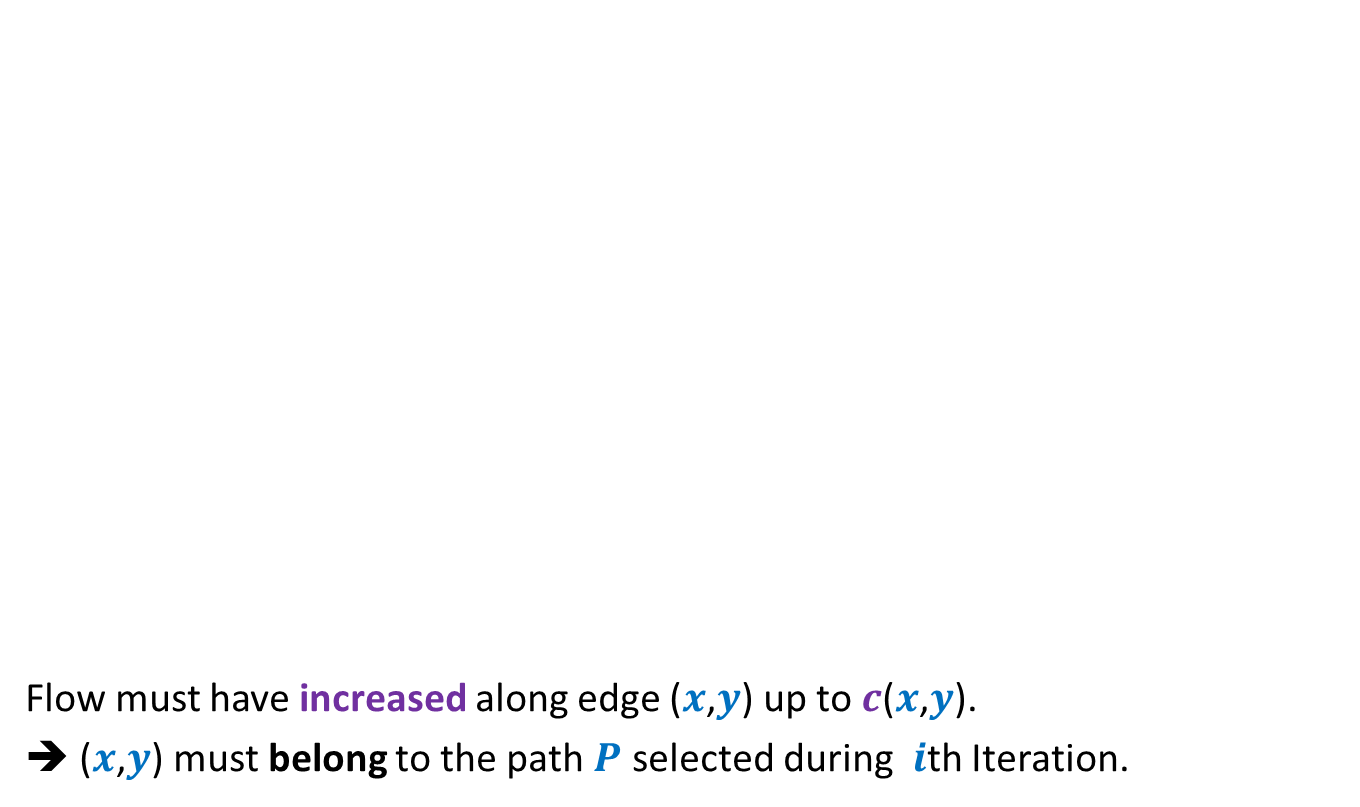 Flow must have increased along edge (x,y) up to c(x,y).
➔ (x,y) must belong to the path P selected during ith Iteration.